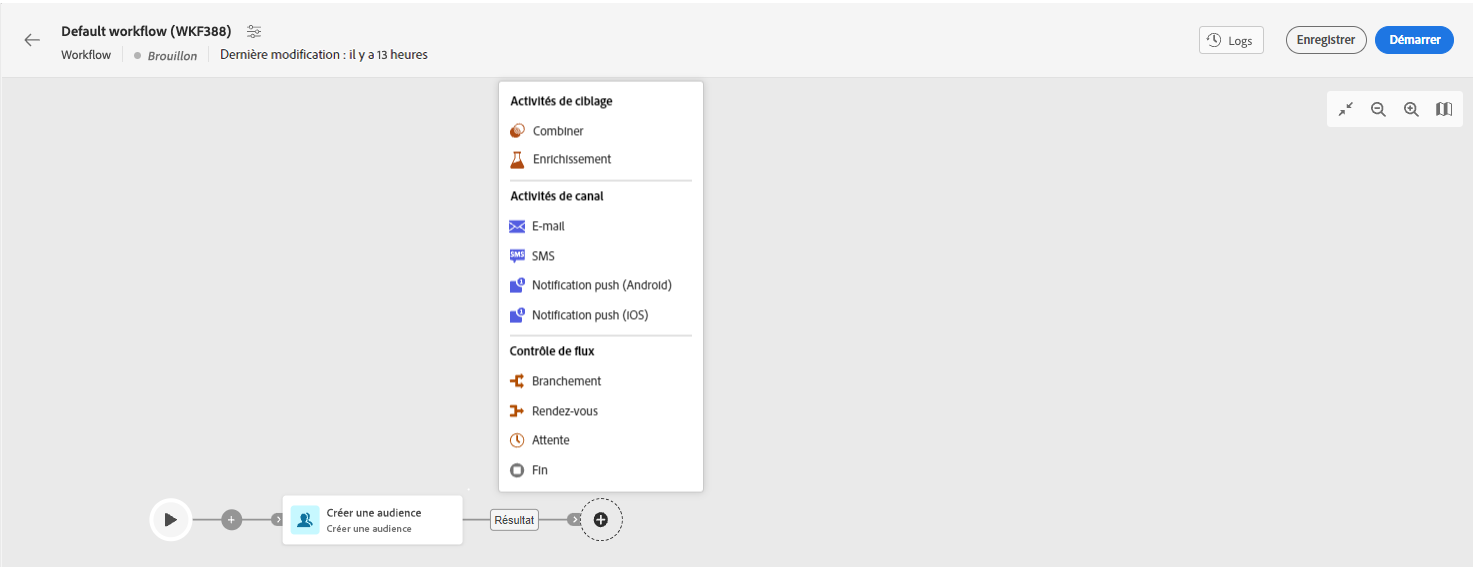 Default workflow (WKF388)
Workflow
Brouillon
Dernière modification : il y a 13 heures
Logs
Enregistrer
Démarrer
Activités de ciblage
Combiner
Enrichissement
Activités de canal
E-mail
SMS
SMS
Notification push (Android)
Notification push (iOS)
Contrôle de flux
Branchement
Rendez-vous
Attente
Fin
Créer une audience
Créer une audience
Résultat